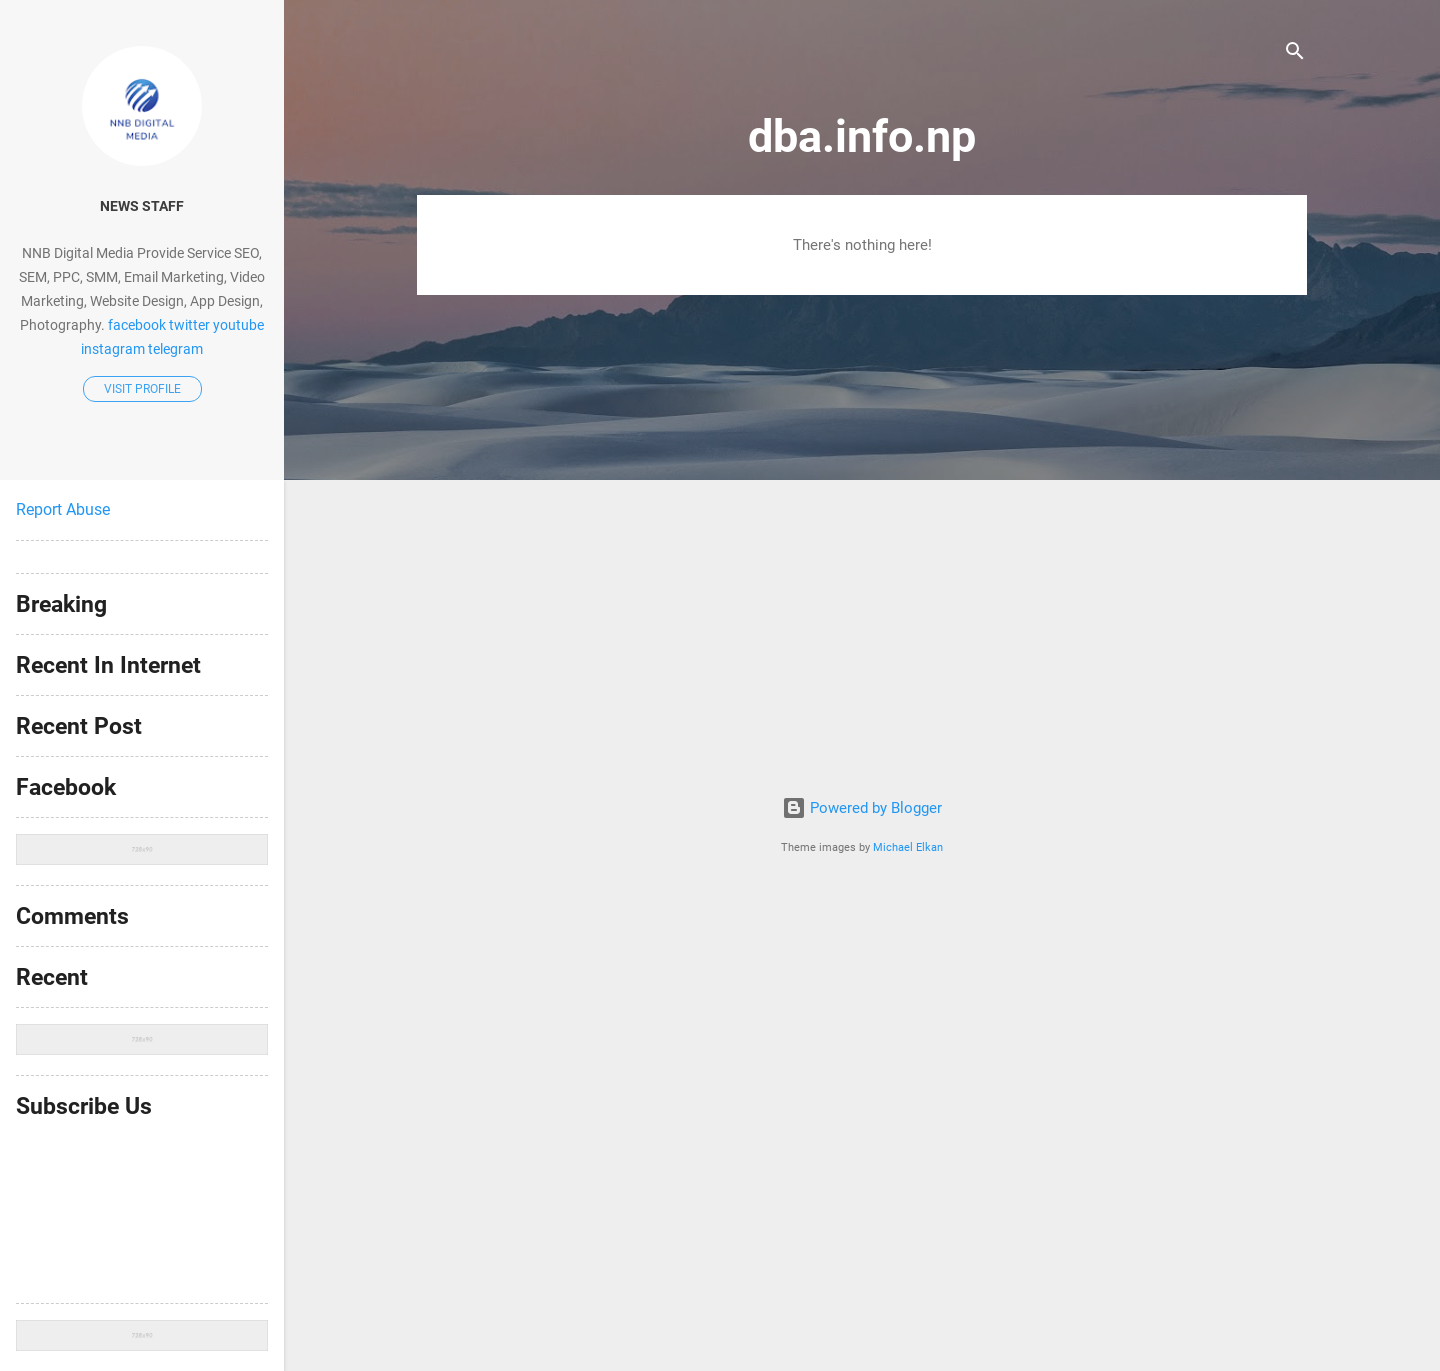 NNB DIGITAL
MEDIA
NEWS STAFF
NNB Digital Media Provide Service SEO,
SEM, PPC, SMM, Email Marketing, Video
Marketing, Website Design, App Design,
Photography. facebook twitter youtube
instagram telegram
VISIT PROFILE
Report Abuse
Breaking
Recent In Internet
Recent Post
Facebook
728x90
Comments
Recent
728x90
Subscribe Us
728x90
dba.info.np
There's nothing here!
Powered by Blogger
Theme images by Michael Elkan